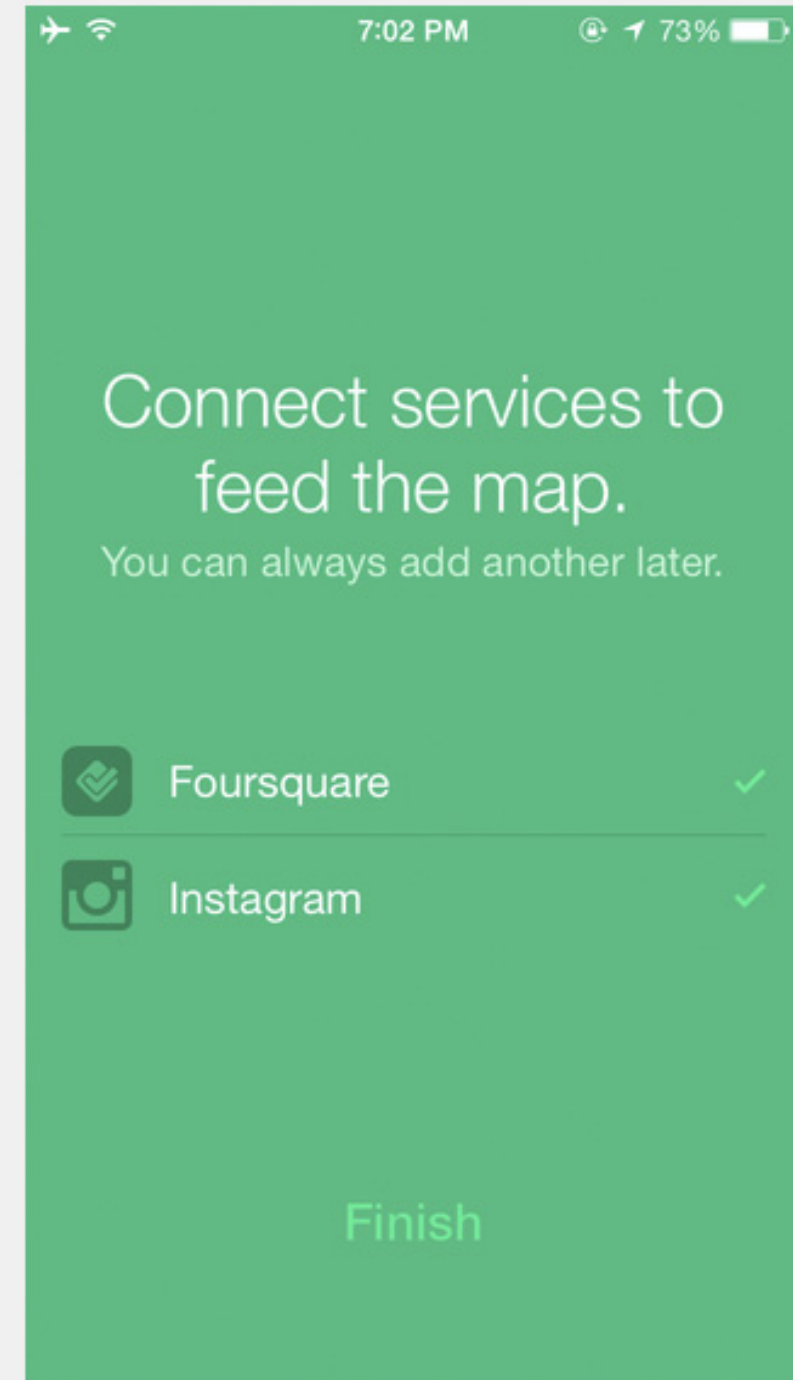 7:02 PM 73%
Connect services to
feed the map.
You can always add another later.
Foursquare
Instagram
Finish